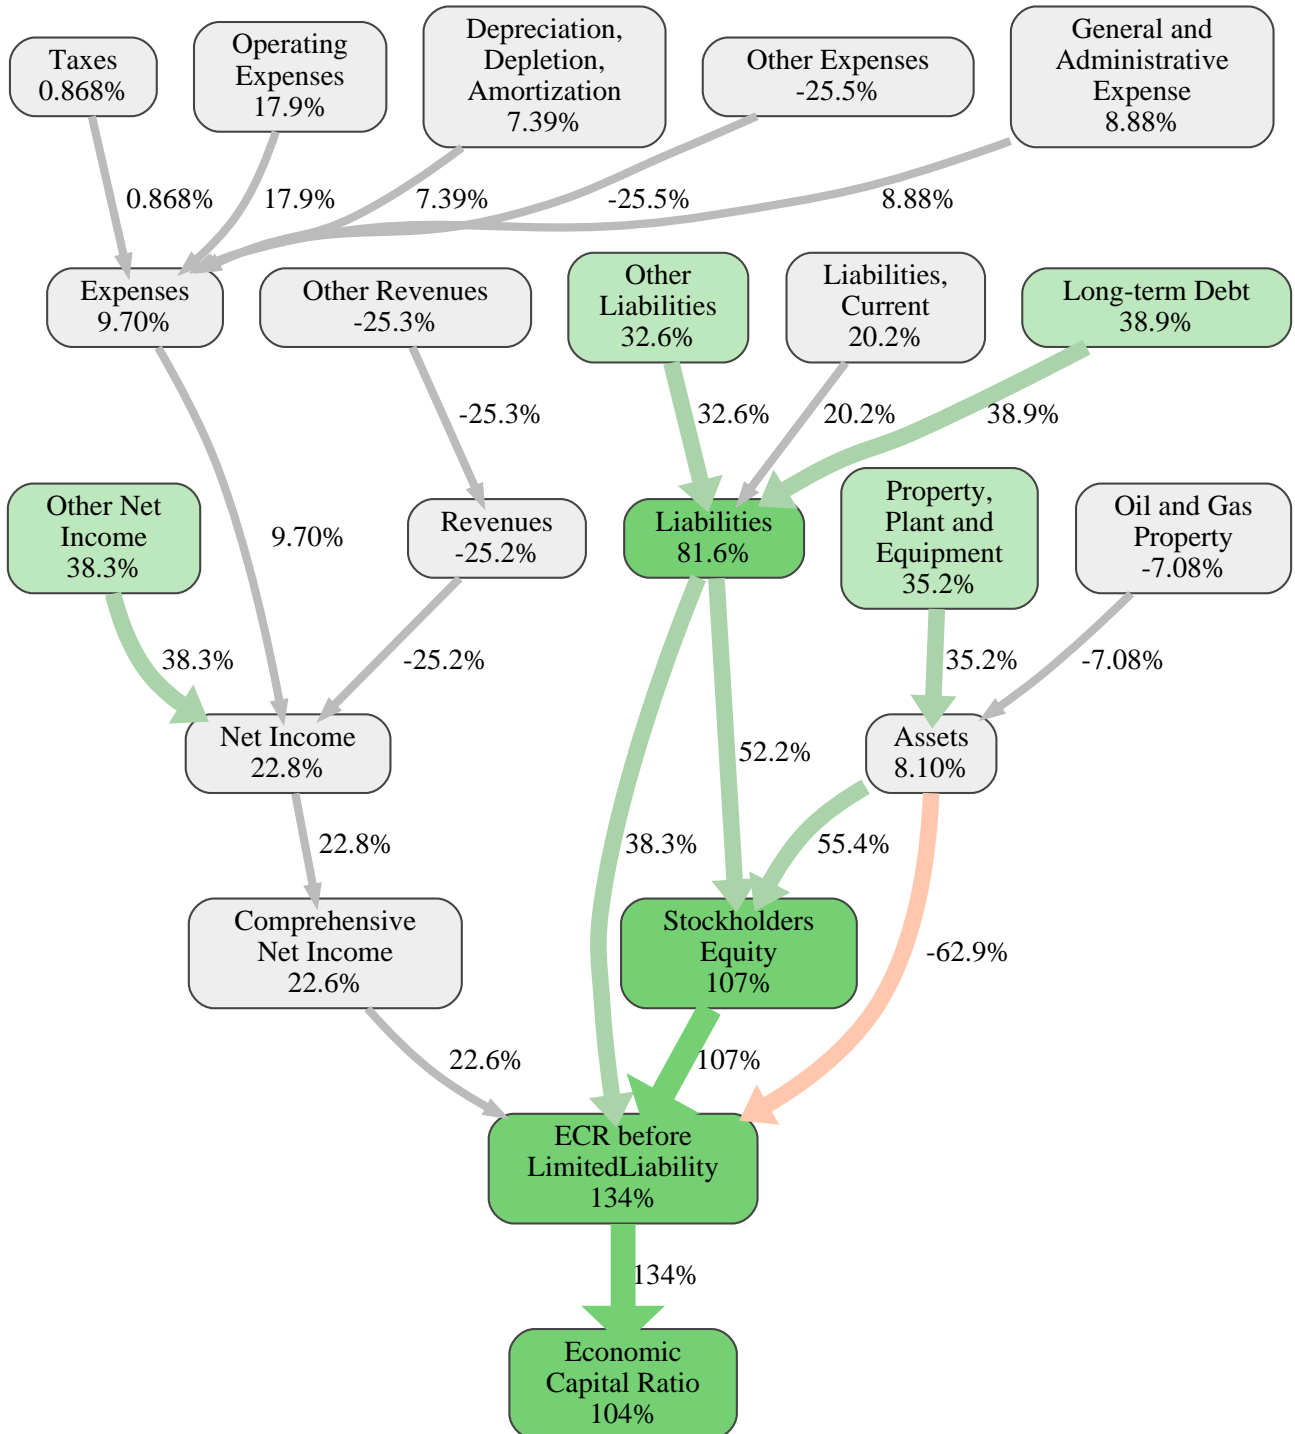 Taxes
0.868%
Operating
Expenses
17.9%
Depreciation,
Depletion,
Amortization
7.39%
Other Expenses
-25.5%
General and
Administrative
Expense
8.88%
0.868%
17.9%
7.39%
-25.5%
8.88%
Expenses
9.70%
Other Revenues
-25.3%
Other
Liabilities
32.6%
Liabilities,
Current
20.2%
Long-term Debt
38.9%
-25.3%
32.6%
20.2%
38.9%
Other Net
Income
38.3%
9.70%
Revenues
-25.2%
Liabilities
81.6%
Property,
Plant and
Equipment
35.2%
Oil and Gas
Property
-7.08%
38.3%
-25.2%
35.2%
-7.08%
Net Income
22.8%
52.2%
Assets
8.10%
22.8%
38.3%
55.4%
Comprehensive
Net Income
22.6%
Stockholders
Equity
107%
-62.9%
22.6%
107%
ECR before
LimitedLiability
134%
134%
Economic
Capital Ratio
104%